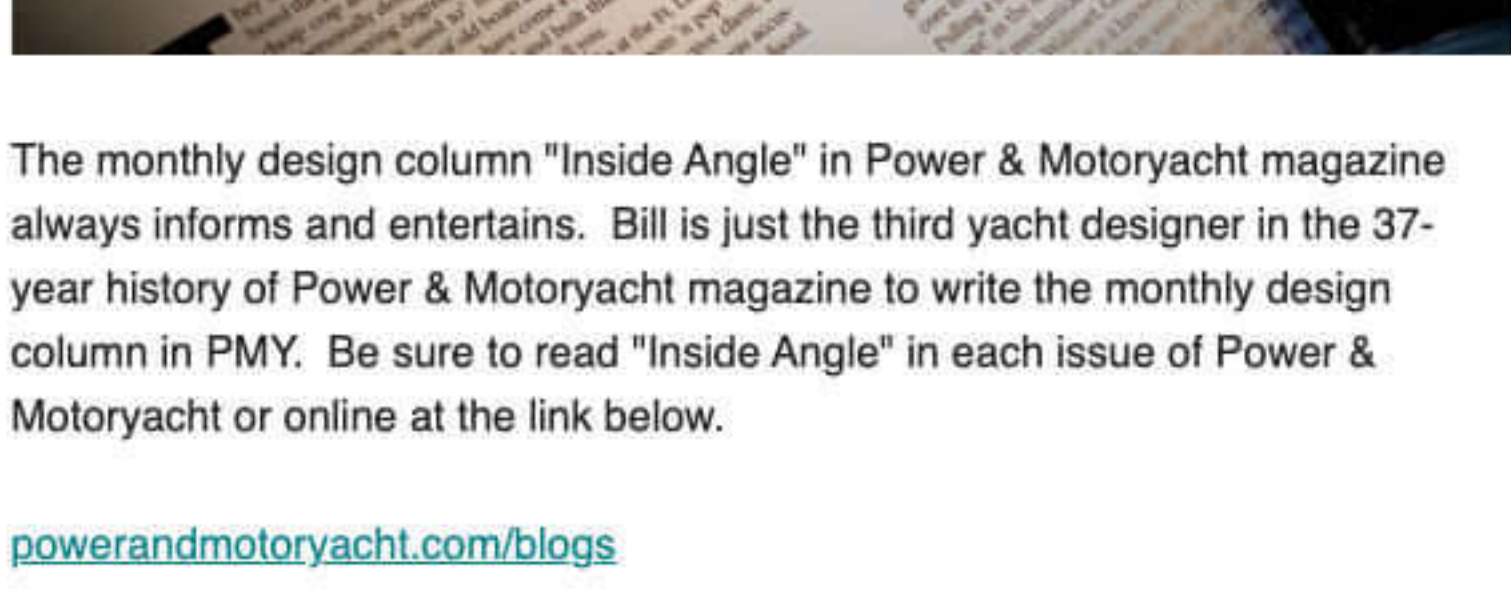 The monthly design column "Inside Angle" in Power & Motoryacht magazine
always informs and entertains.  Bill is just the third yacht designer in the 37-
year history of Power & Motoryacht magazine to write the monthly design
column in PMY.  Be sure to read "Inside Angle" in each issue of Power &
Motoryacht or online at the link below.
powerandmotoryacht.com/blogs